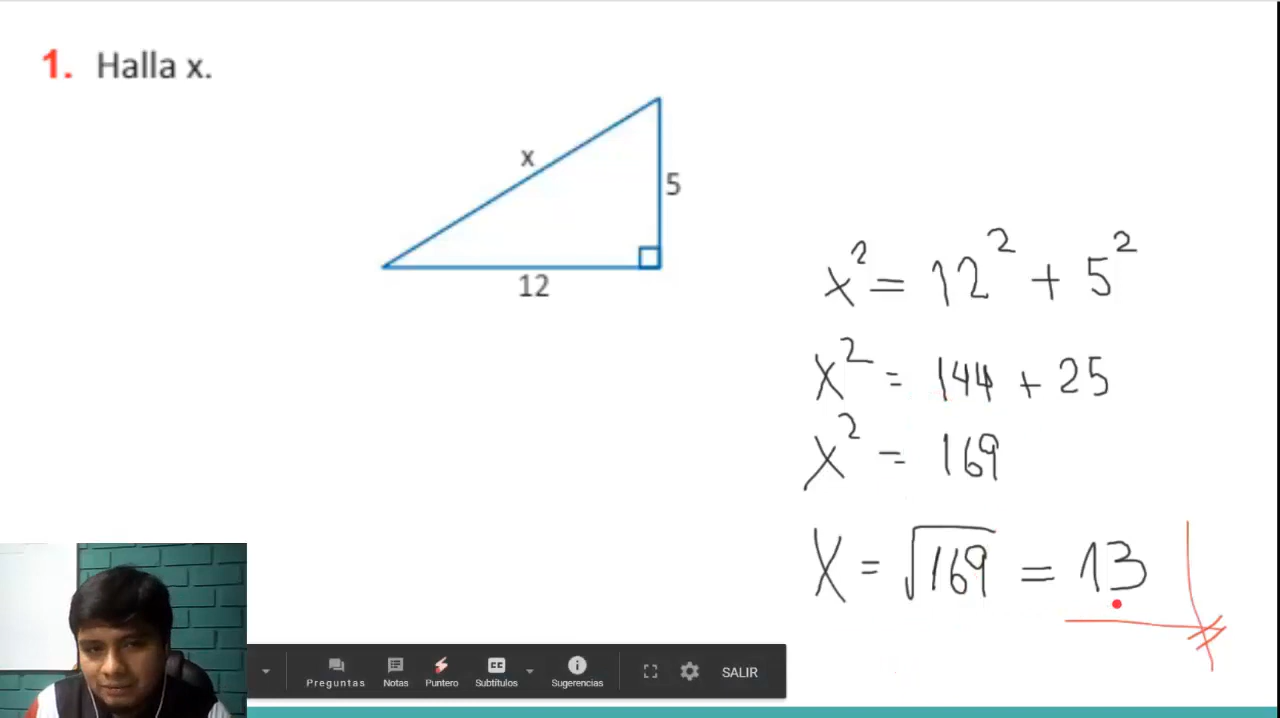 1. Halla x.
x
5
12
x² = 12² + 5²
x² = 144 + 25
x² = 169
x = √169 = 13
Preguntas Notas Puntero Subtítulos Sugerencias SALIR
CC